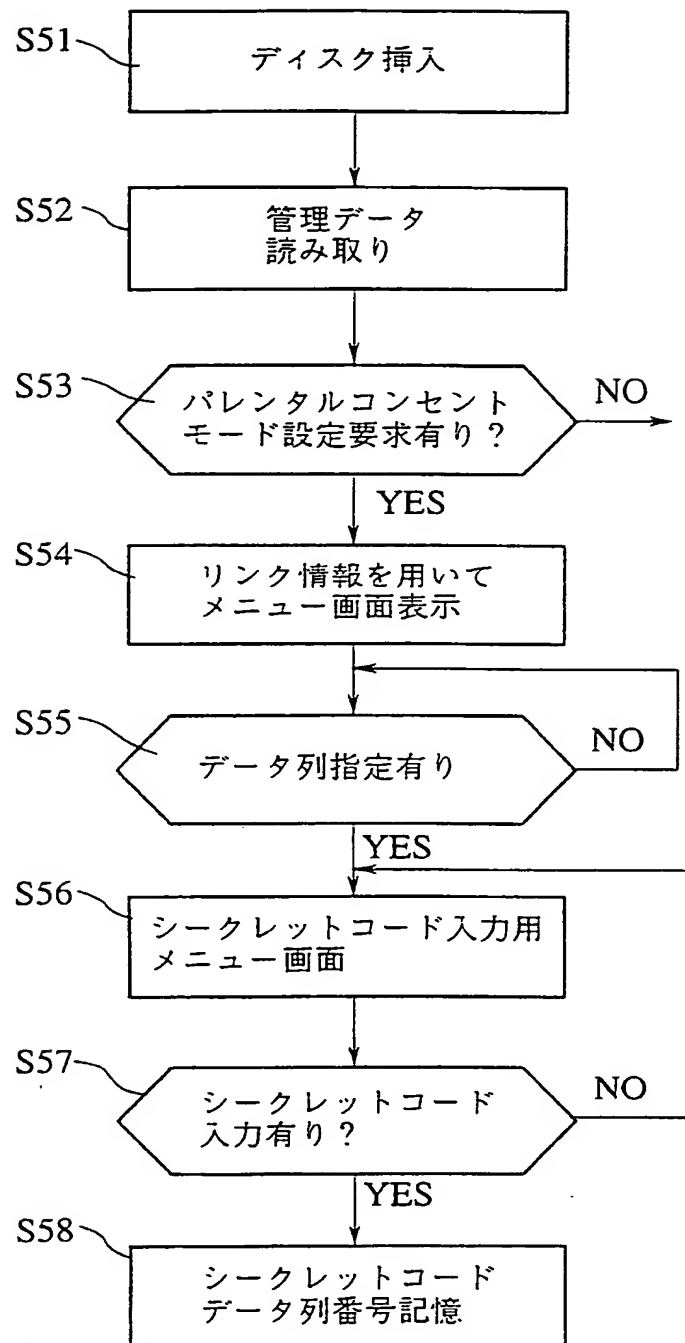 S51
ディスク挿入
S52
管理データ
読み取り
S53
パレンタルコンセント
モード設定要求有り?
NO
YES
S54
リンク情報を用いて
メニュー画面表示
S55
データ列指定有り
NO
YES
S56
シークレットコード入力用
メニュー画面
S57
シークレットコード
入力有り?
NO
YES
S58
シークレットコード
データ列番号記憶